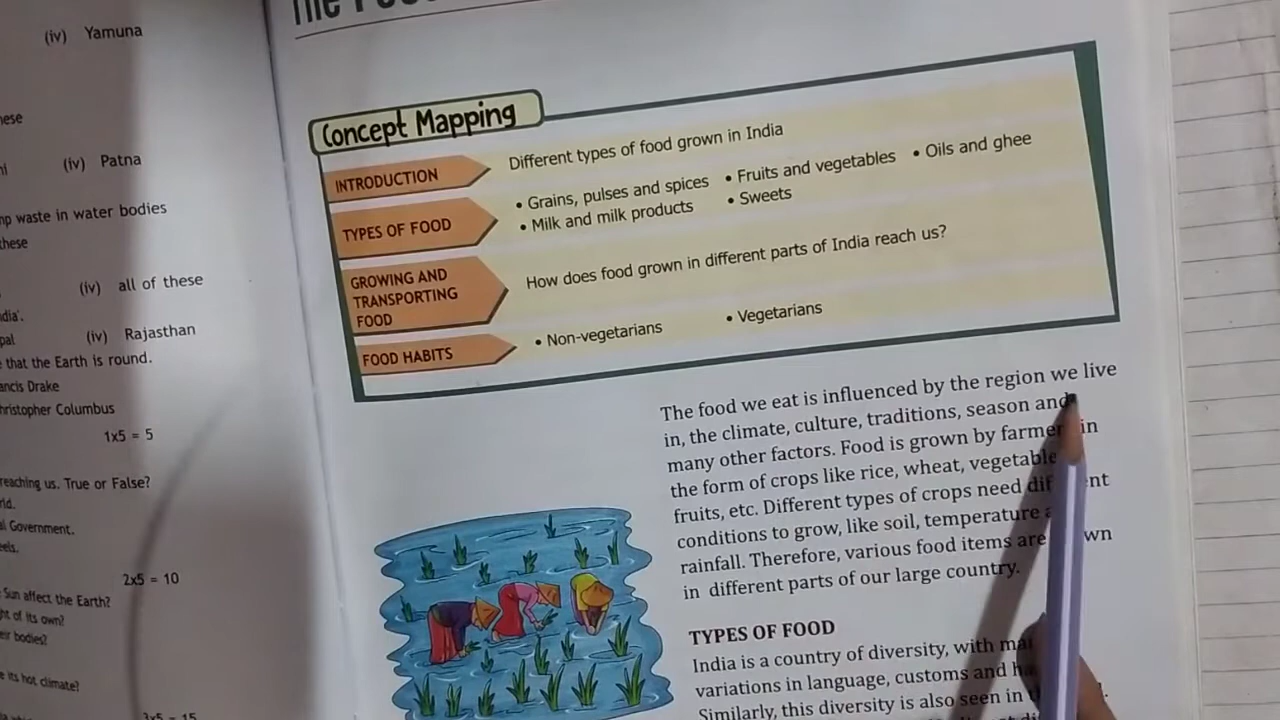 (iv) Yamuna
(iv) Patna
waste in water bodies
these
(iv) all of these
(iv) Rajasthan
that the Earth is round.
Drake
Christopher Columbus
1x5 = 5
reaching us. True or False?
Government.
2x5 = 10
Sun affect the Earth?
of its own?
bodies?
its hot climate?
3x5 = 15
The
Concept Mapping
INTRODUCTION
Different types of food grown in India
TYPES OF FOOD
• Grains, pulses and spices • Fruits and vegetables • Oils and ghee
• Milk and milk products • Sweets
GROWING AND
TRANSPORTING
FOOD
How does food grown in different parts of India reach us?
FOOD HABITS
• Non-vegetarians • Vegetarians
The food we eat is influenced by the region we live
in, the climate, culture, traditions, season and
many other factors. Food is grown by farmers in
the form of crops like rice, wheat, vegetable
fruits, etc. Different types of crops need different
conditions to grow, like soil, temperature
rainfall. Therefore, various food items are
in different parts of our large country.
TYPES OF FOOD
India is a country of diversity, with
variations in language, customs and
Similarly, this diversity is also seen in